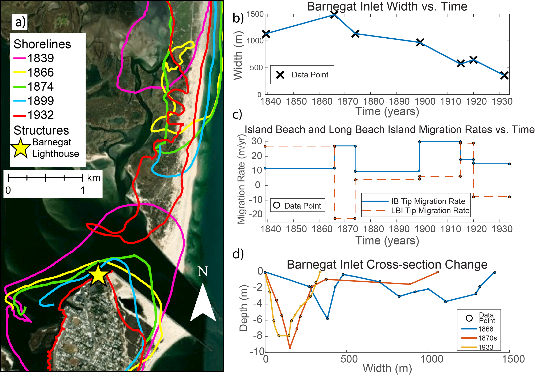 a)
Shorelines
1839
1866
1874
1899
1932
Structures
Barnegat
Lighthouse
0 1
km
N
b) Barnegat Inlet Width vs. Time
1500
1000
500
0
Width (m)
Data Point
1840 1850 1860 1870 1880 1890 1900 1910 1920 1930
Time (years)
c)
Island Beach and Long Beach Island Migration Rates vs. Time
30
20
10
0
-10
-20
Migration Rate (m/yr)
Data Point
IB Tip Migration Rate
LBI Tip Migration Rate
1840 1850 1860 1870 1880 1890 1900 1910 1920 1930
Time (years)
d) Barnegat Inlet Cross-section Change
0
-2
-4
-6
-8
-10
Depth (m)
Data
Point
1866
1870s
1933
0 500 1000 1500
Width (m)